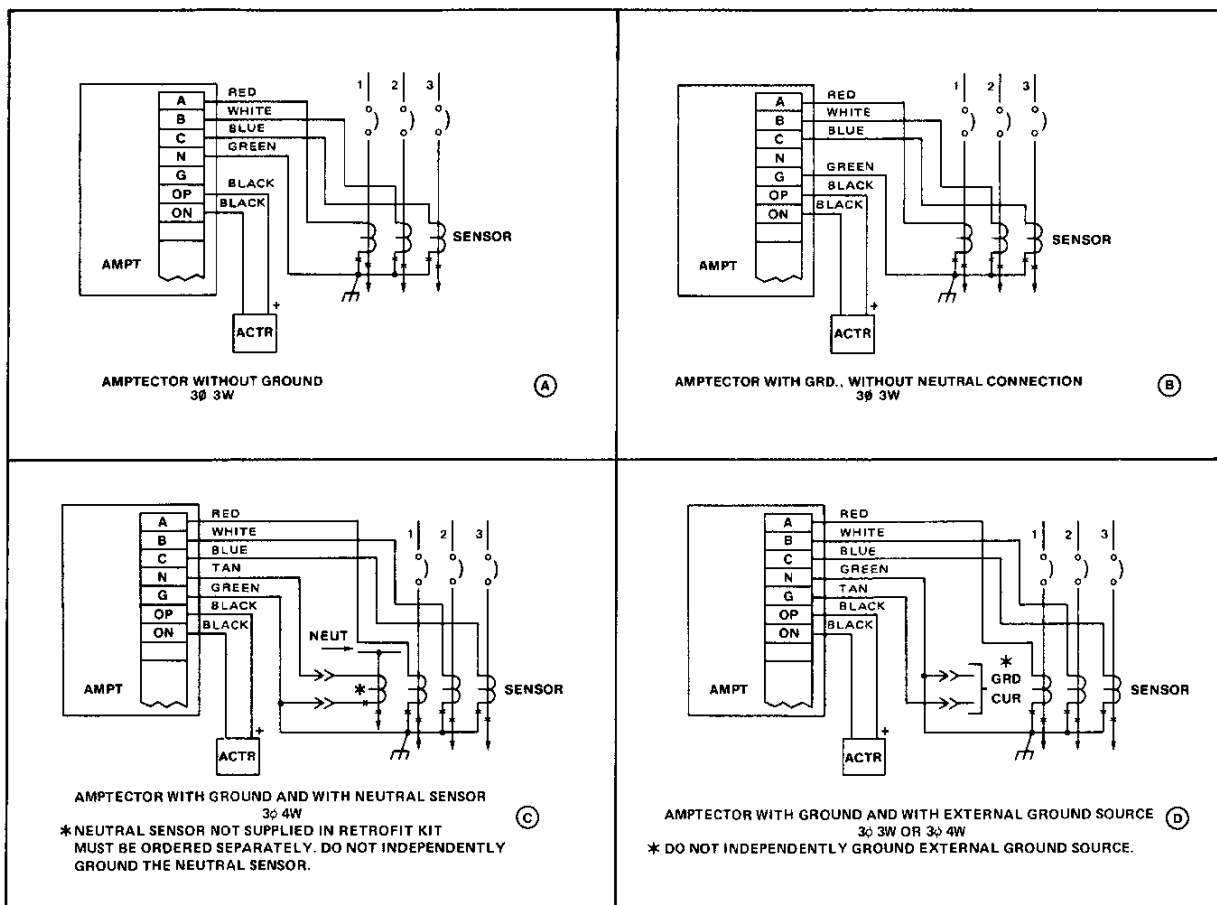 1 2 3
A RED
B WHITE
C BLUE
N GREEN
G
OP BLACK
ON BLACK
SENSOR
AMPT
+
ACTR
AMPTECTOR WITHOUT GROUND
3Ø 3W
A
1 2 3
A RED
B WHITE
C BLUE
N
G GREEN
OP BLACK
ON BLACK
SENSOR
AMPT
+
ACTR
AMPTECTOR WITH GRD., WITHOUT NEUTRAL CONNECTION
3Ø 3W
B
1 2 3
A RED
B WHITE
C BLUE
N TAN
G GREEN
OP BLACK
ON BLACK
NEUT
*
SENSOR
AMPT
+
ACTR
AMPTECTOR WITH GROUND AND WITH NEUTRAL SENSOR
3ϕ 4W
C
* NEUTRAL SENSOR NOT SUPPLIED IN RETROFIT KIT
MUST BE ORDERED SEPARATELY. DO NOT INDEPENDENTLY
GROUND THE NEUTRAL SENSOR.
1 2 3
A RED
B WHITE
C BLUE
N GREEN
G TAN
OP BLACK
ON BLACK
*
GRD
CUR
SENSOR
AMPT
+
ACTR
AMPTECTOR WITH GROUND AND WITH EXTERNAL GROUND SOURCE
3ϕ 3W OR 3ϕ 4W
D
* DO NOT INDEPENDENTLY GROUND EXTERNAL GROUND SOURCE.